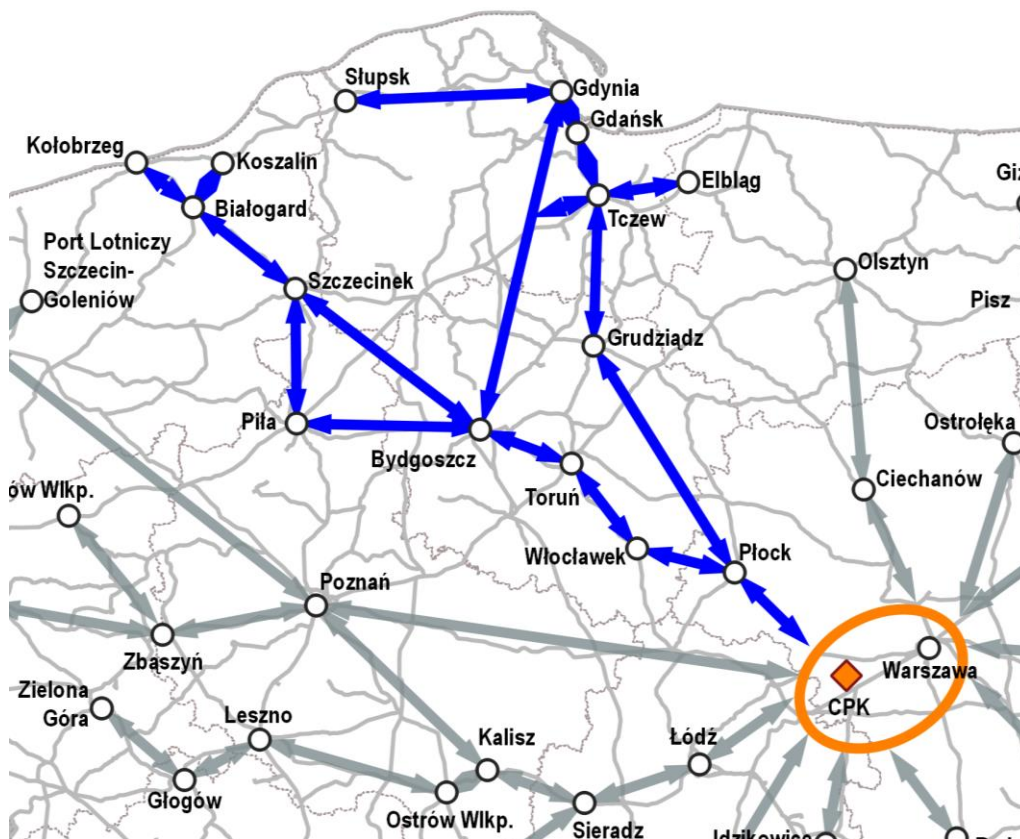 Słupsk
Gdynia
Gdańsk
Kołobrzeg
Koszalin
Elbląg
Białogard
Tczew
Port Lotniczy
Szczecin-
Goleniów
Szczecinek
Olsztyn
Pisz
Grudziądz
Piła
Bydgoszcz
Ostrołęka
Toruń
Ciechanów
ów Wlkp.
Włocławek
Płock
Poznań
Zbąszyń
Warszawa
CPK
Zielona
Góra
Leszno
Kalisz
Łódź
Głogów
Ostrów Wlkp.
Sieradz